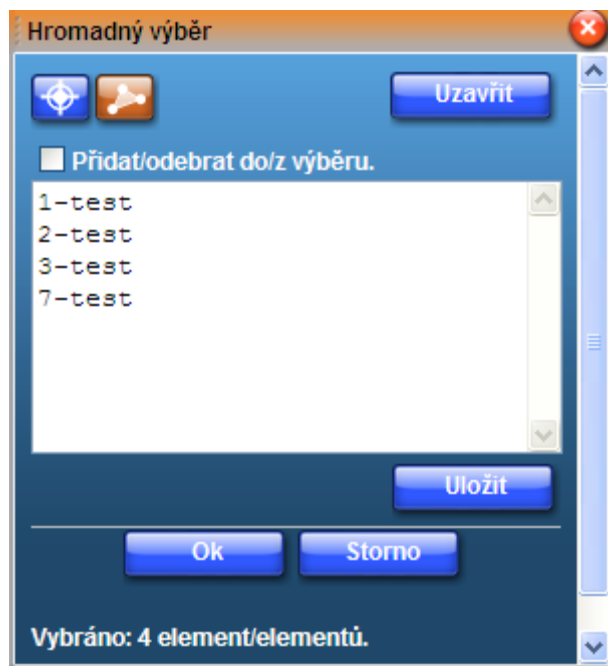 Hromadný výběr
Uzavřít
Přidat/odebrat do/z výběru.
1-test
2-test
3-test
7-test
Uložit
Ok Storno
Vybráno: 4 element/elementů.